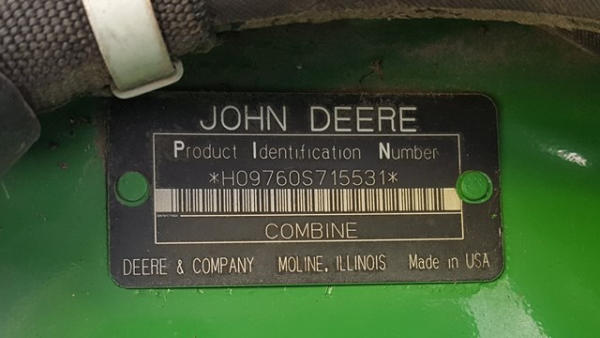 JOHN DEERE
Product Identification Number
*H09760S715531*
COMBINE
DEERE & COMPANY MOLINE, ILLINOIS Made in USA